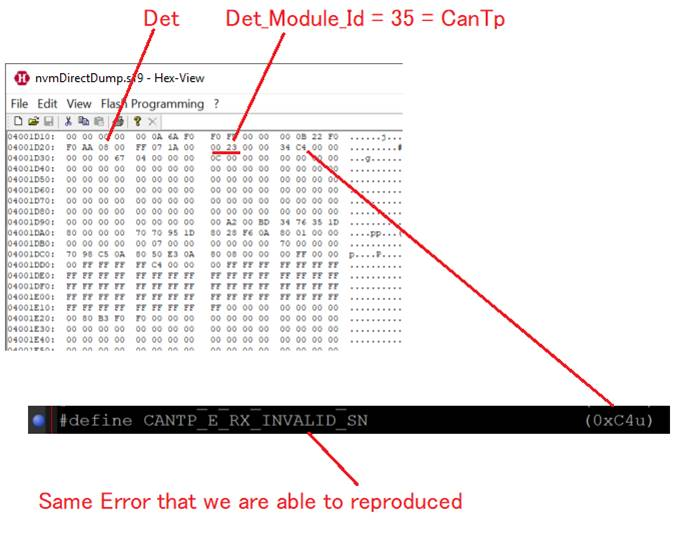 Det Det_Module_Id = 35 = CanTp
nvmDirectDump.s19 - Hex-View
File Edit View Flash Programming ?
04001D10: 00 00 00 00 00 0A 6A F0 F0 FF 00 00 00 0B 22 F0 ......j...
04001D20: F0 AA 08 00 FF 07 1A 00 00 23 00 00 34 C4 00 00 .........#
04001D30: 00 00 00 67 04 00 00 00 0C 00 00 00 00 00 00 00 ...g......
04001D40: 00 00 00 00 00 00 00 00 00 00 00 00 00 00 00 00 ..........
04001D50: 00 00 00 00 00 00 00 00 00 00 00 00 00 00 00 00 ..........
04001D60: 00 00 00 00 00 00 00 00 00 00 00 00 00 00 00 00 ..........
04001D70: 00 00 00 00 00 00 00 00 00 00 00 00 00 00 00 00 ..........
04001D80: 00 00 00 00 00 00 00 00 00 00 00 00 00 00 00 00 ..........
04001D90: 00 00 00 00 00 00 00 00 00 A2 00 BD 34 76 35 1D ..........
04001DA0: 80 00 00 00 70 70 95 1D 80 28 F6 0A 80 01 00 00 ....pp...(
04001DB0: 00 00 00 00 00 07 00 00 00 00 00 00 70 00 00 00 ..........
04001DC0: 70 98 C5 0A 80 50 E3 0A 80 08 00 00 00 FF 00 00 p....P....
04001DD0: 00 FF FF FF FF C4 00 00 00 FF FF FF FF FF FF FF ..........
04001DE0: FF FF FF FF FF FF FF FF FF FF FF FF FF FF FF FF ..........
04001DF0: FF FF FF FF FF FF FF FF FF FF FF FF FF FF FF FF ..........
04001E00: FF FF FF FF FF FF FF FF FF FF FF FF FF FF FF FF ..........
04001E10: FF FF FF FF FF FF FF FF FF 00 00 00 00 00 00 00 ..........
04001E20: 00 80 B3 F0 F0 00 00 00 00 00 00 00 00 00 00 00 ..........
04001E30: 00 00 00 00 00 00 00 00 00 00 00 00 00 00 00 00 ..........
04001E40: 00 00 00 00 00 00 00 00 00 00 00 00 00 00 00 00 ..........
#define CANTP_E_RX_INVALID_SN (0xC4u)
Same Error that we are able to reproduced